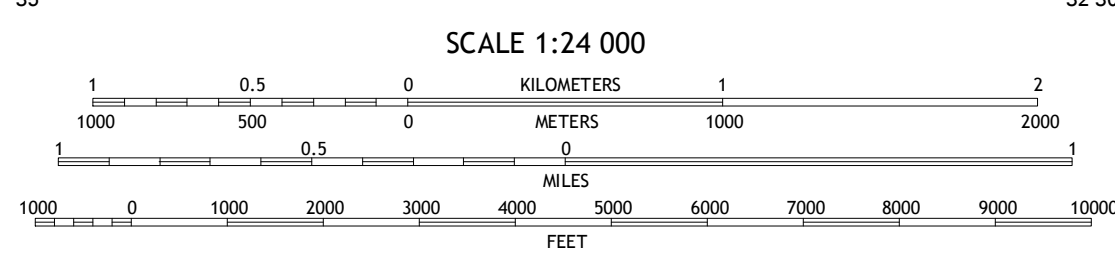 SCALE 1:24 000
1 0.5 0 KILOMETERS 1 2
1000 500 0 METERS 1000 2000
1 0.5 0 1
MILES
1000 0 1000 2000 3000 4000 5000 6000 7000 8000 9000 10000
FEET